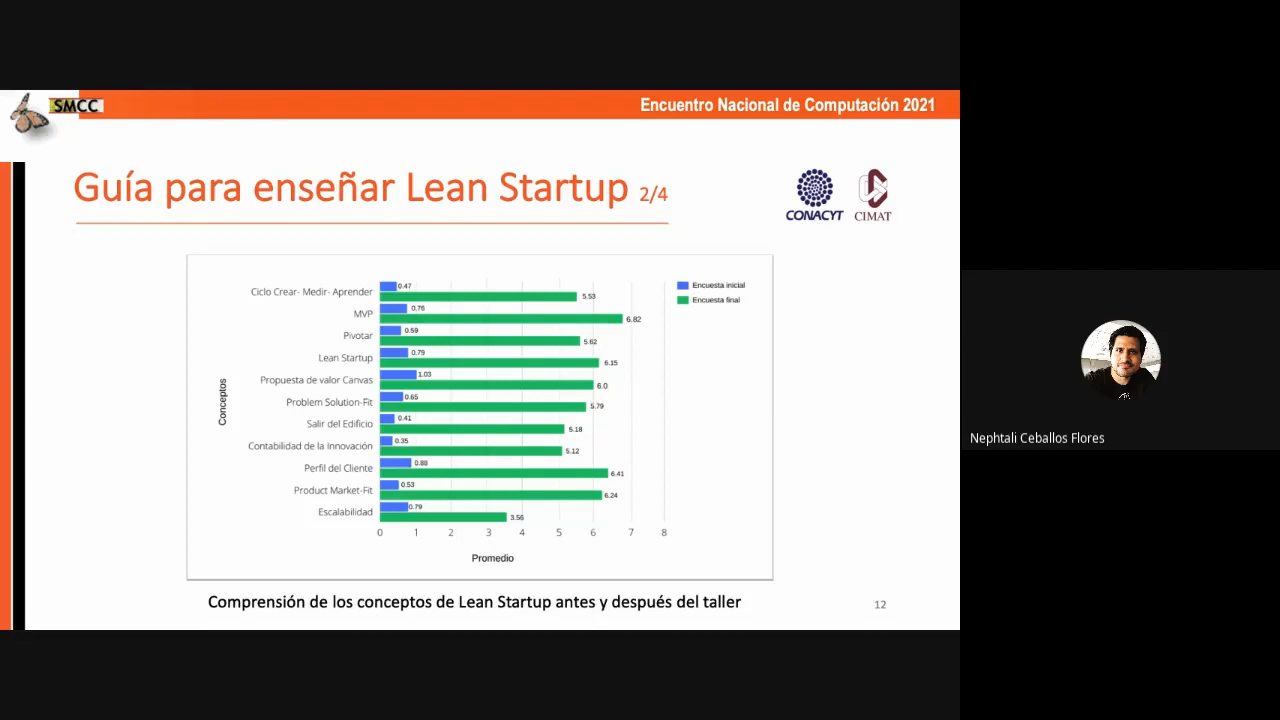 SMCC
Encuentro Nacional de Computación 2021
Guía para enseñar Lean Startup 2/4
CONACYT
CIMAT
Encuesta inicial
Encuesta final
Conceptos
Ciclo Crear- Medir- Aprender
0.47
5.53
MVP
0.76
6.82
Pivotar
0.59
5.62
Lean Startup
0.79
6.15
Propuesta de valor Canvas
1.03
6.0
Problem Solution-Fit
0.65
5.79
Salir del Edificio
0.41
5.18
Contabilidad de la Innovación
0.35
5.12
Perfil del Cliente
0.88
6.41
Product Market-Fit
0.53
6.24
Escalabilidad
0.79
3.56
0 1 2 3 4 5 6 7 8
Promedio
Comprensión de los conceptos de Lean Startup antes y después del taller
12
Nephtali Ceballos Flores